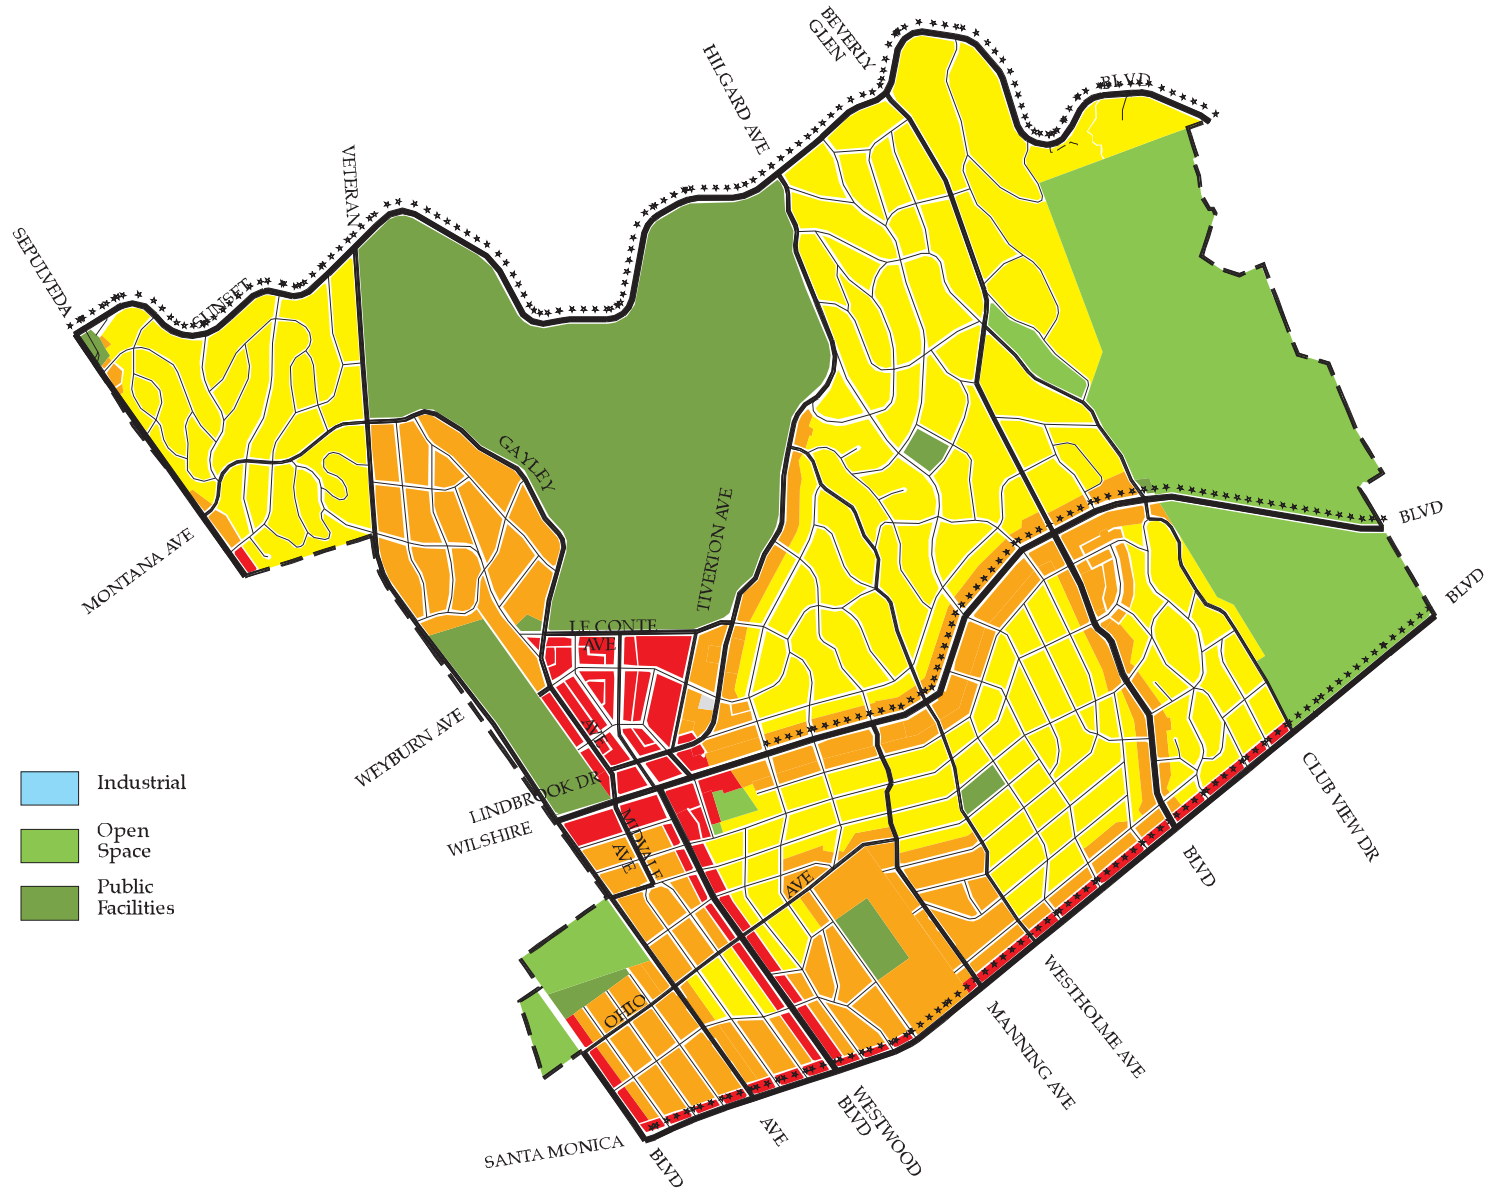 BEVERLY
GLEN
BLVD
HILGARD AVE
VETERAN
SEPULVEDA
SUNSET
GAYLEY
TIVERTON AVE
BLVD
MONTANA AVE
BLVD
LE CONTE
AVE
WEYBURN AVE
AVE
Industrial
LINDBROOK DR
Open
Space
WILSHIRE
MIDVALE
AVE
CLUB VIEW DR
BLVD
Public
Facilities
AVE
OHIO
WESTHOLME AVE
MANNING AVE
WESTWOOD
BLVD
AVE
SANTA MONICA
BLVD